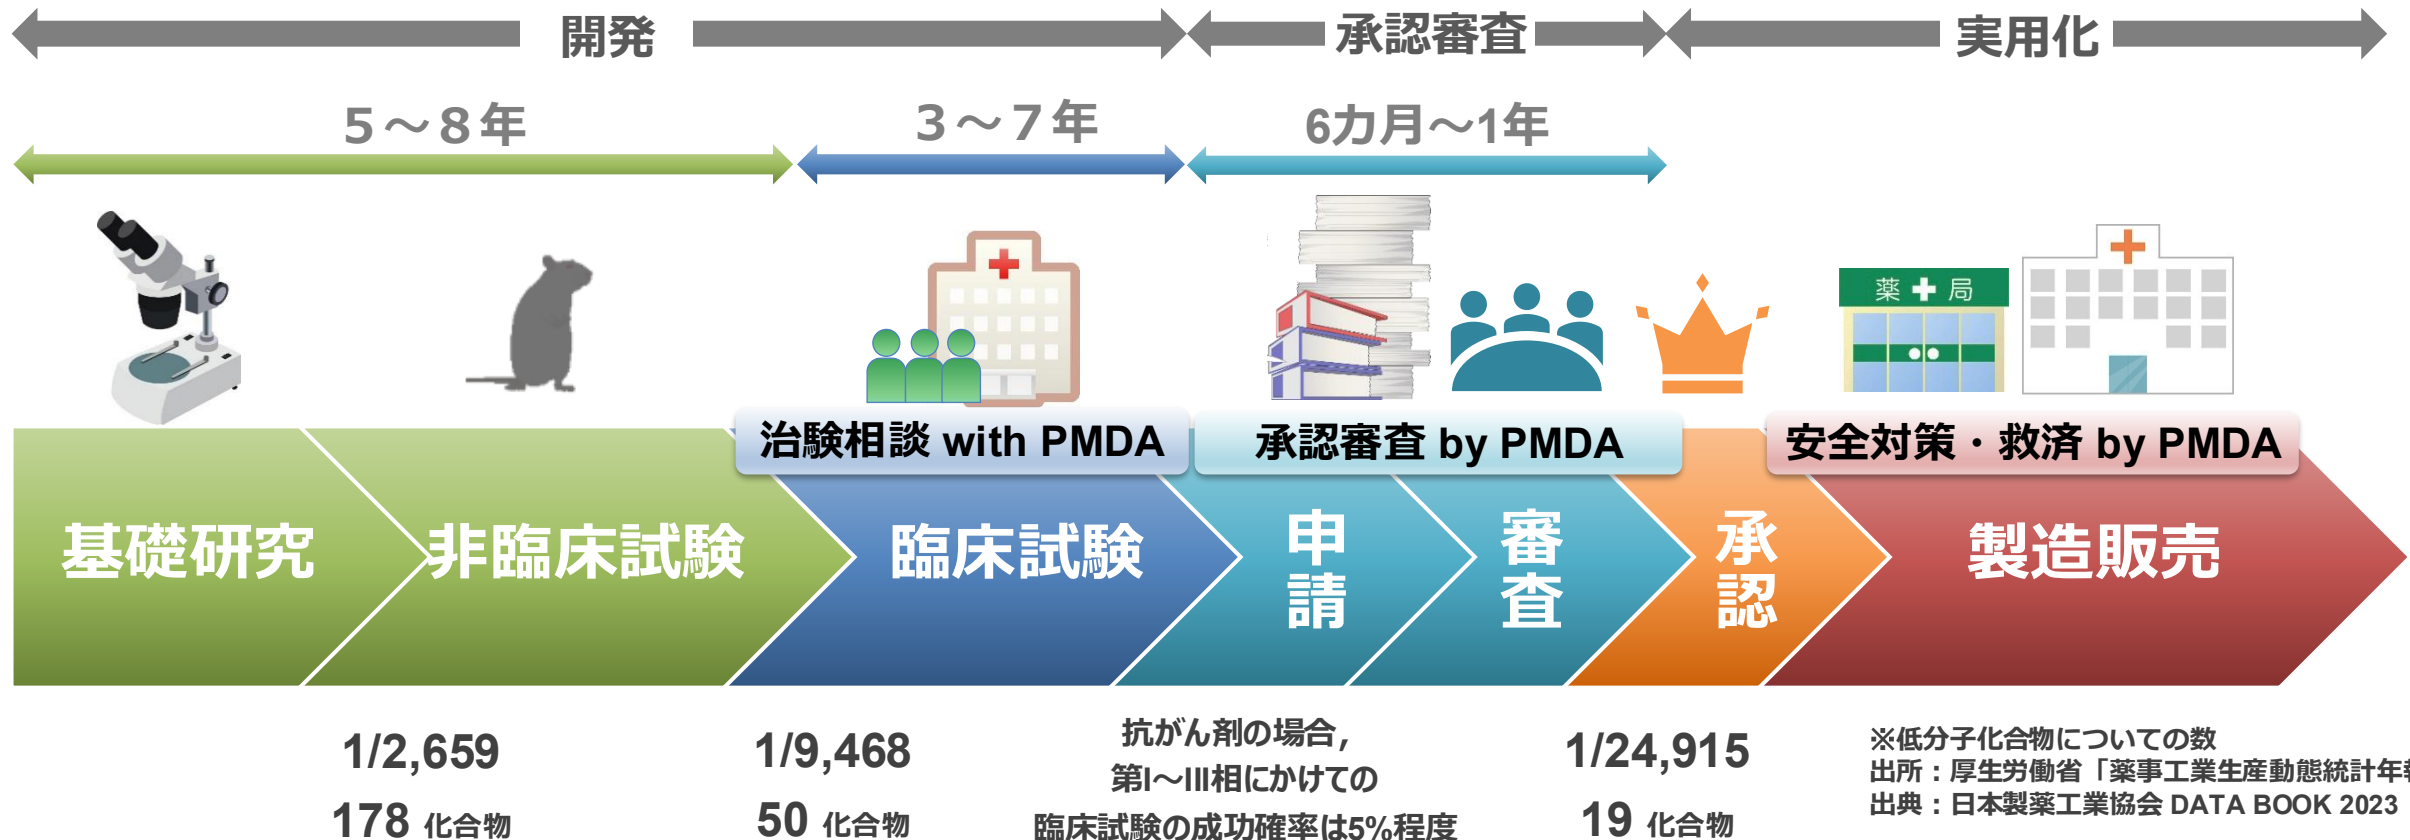 開発
承認審査
実用化
5～8年
3～7年
6カ月～1年
薬局
治験相談 with PMDA
承認審査 by PMDA
安全対策・救済 by PMDA
基礎研究
非臨床試験
臨床試験
申請
審査
承認
製造販売
1/2,659
178 化合物
1/9,468
50 化合物
抗がん剤の場合,
第I～III相にかけての
臨床試験の成功確率は5%程度
1/24,915
19 化合物
※低分子化合物についての数
出所：厚生労働省「薬事工業生産動態統計年
出典：日本製薬工業協会 DATA BOOK 2023